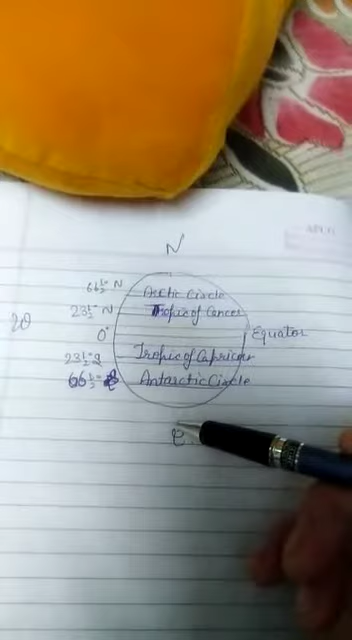 N
66½° N Arctic Circle
23½° N Tropic of Cancer
0° Equator
23½° S Tropic of Capricorn
66½° S Antarctic Circle
S